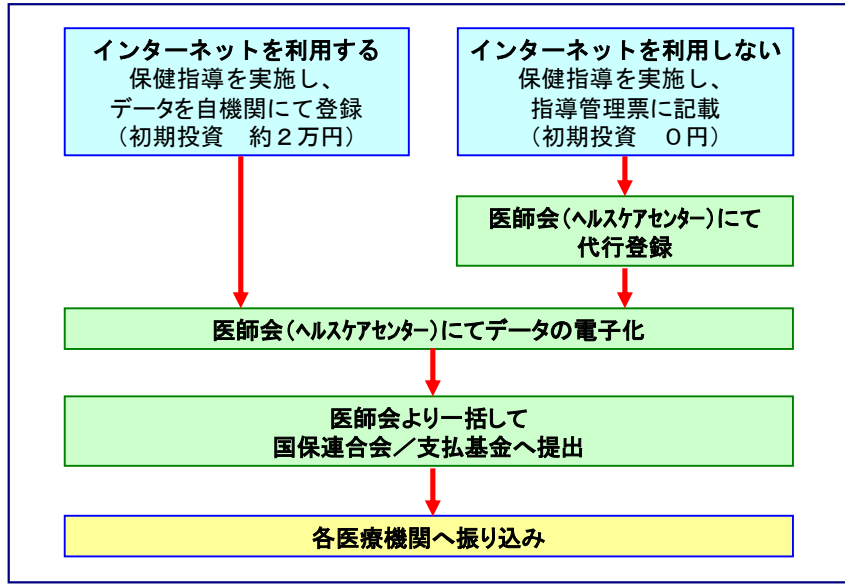 インターネットを利用する
保健指導を実施し、
データを自機関にて登録
（初期投資　約２万円）
インターネットを利用しない
保健指導を実施し、
指導管理票に記載
（初期投資　０円）
医師会（ﾍﾙｽｹｱｾﾝﾀｰ）にて
代行登録
医師会（ﾍﾙｽｹｱｾﾝﾀｰ）にてデータの電子化
医師会より一括して
国保連合会／支払基金へ提出
各医療機関へ振り込み